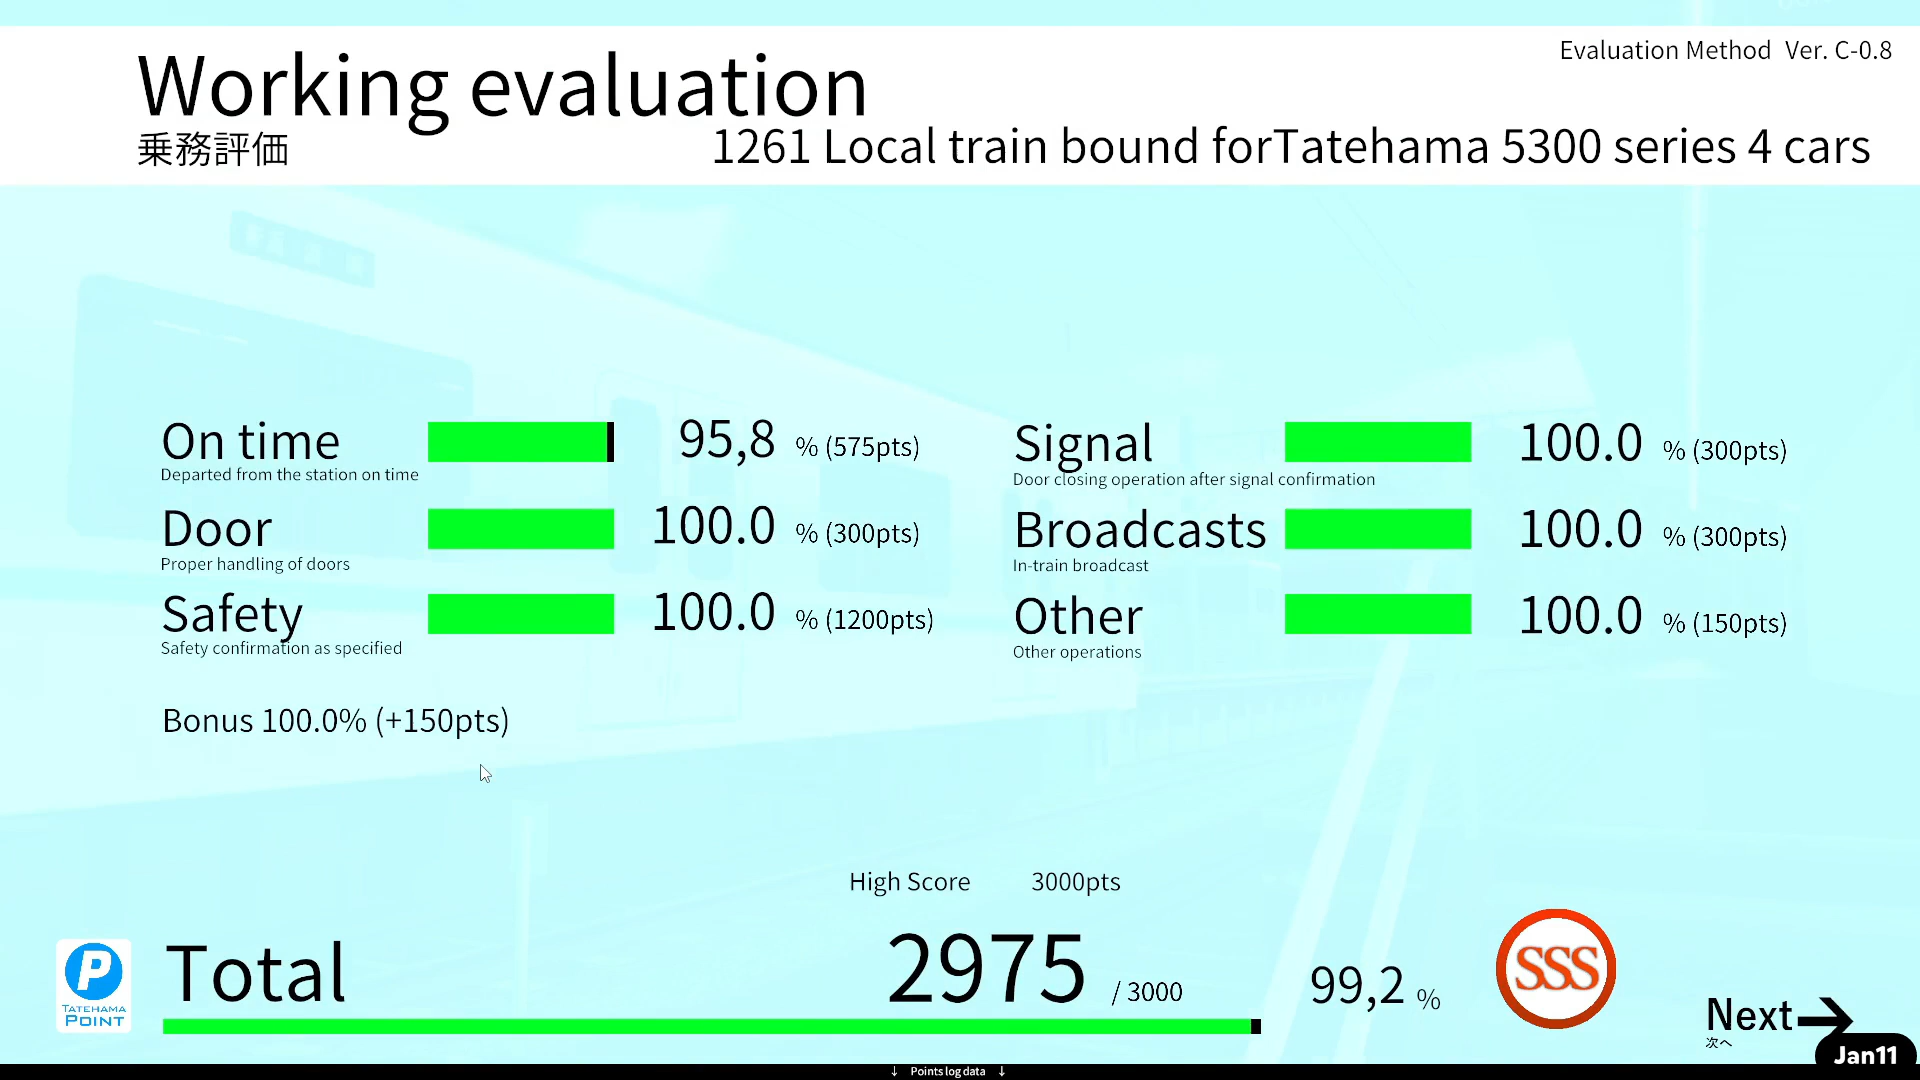 Evaluation Method Ver. C-0.8
Working evaluation
乗務評価
1261 Local train bound forTatehama 5300 series 4 cars
On time 95,8 % (575pts)
Departed from the station on time
Signal 100.0 % (300pts)
Door closing operation after signal confirmation
Door 100.0 % (300pts)
Proper handling of doors
Broadcasts 100.0 % (300pts)
In-train broadcast
Safety 100.0 % (1200pts)
Safety confirmation as specified
Other 100.0 % (150pts)
Other operations
Bonus 100.0% (+150pts)
High Score 3000pts
P
TATEHAMA
POINT
Total 2975 / 3000 99,2 %
SSS
Next
次へ
Jan11
↓ Points log data ↓